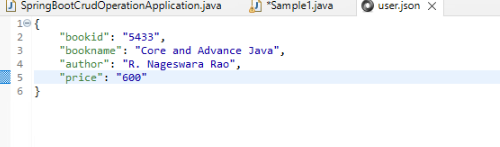 SpringBootCrudOperationApplication.java *Sample1.java user.json
1 {
2 "bookid": "5433",
3 "bookname": "Core and Advance Java",
4 "author": "R. Nageswara Rao",
5 "price": "600"
6 }